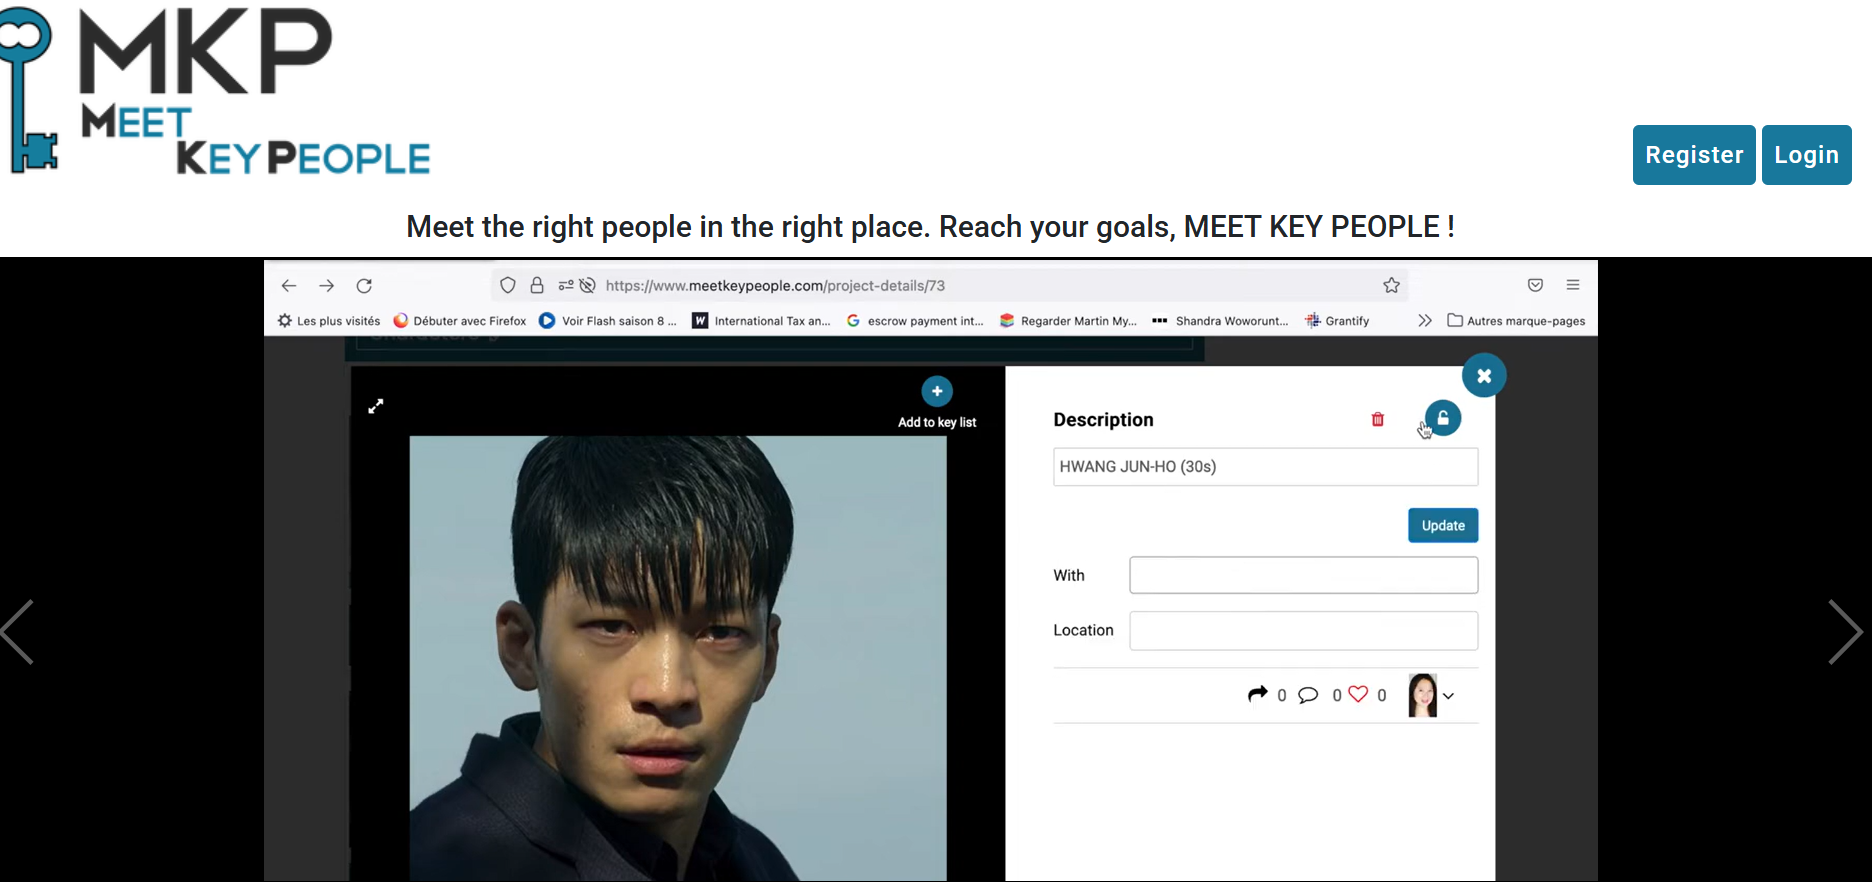 MKP
MEET
KEY PEOPLE
Register
Login
Meet the right people in the right place. Reach your goals, MEET KEY PEOPLE !
https://www.meetkeypeople.com/project-details/73
Les plus visités
Débuter avec Firefox
Voir Flash saison 8 ...
W
International Tax an...
G
escrow payment int...
Regarder Martin My...
Shandra Woworunt...
Grantify
Autres marque-pages
Add to key list
Description
HWANG JUN-HO (30s)
Update
With
Location
0
0
0